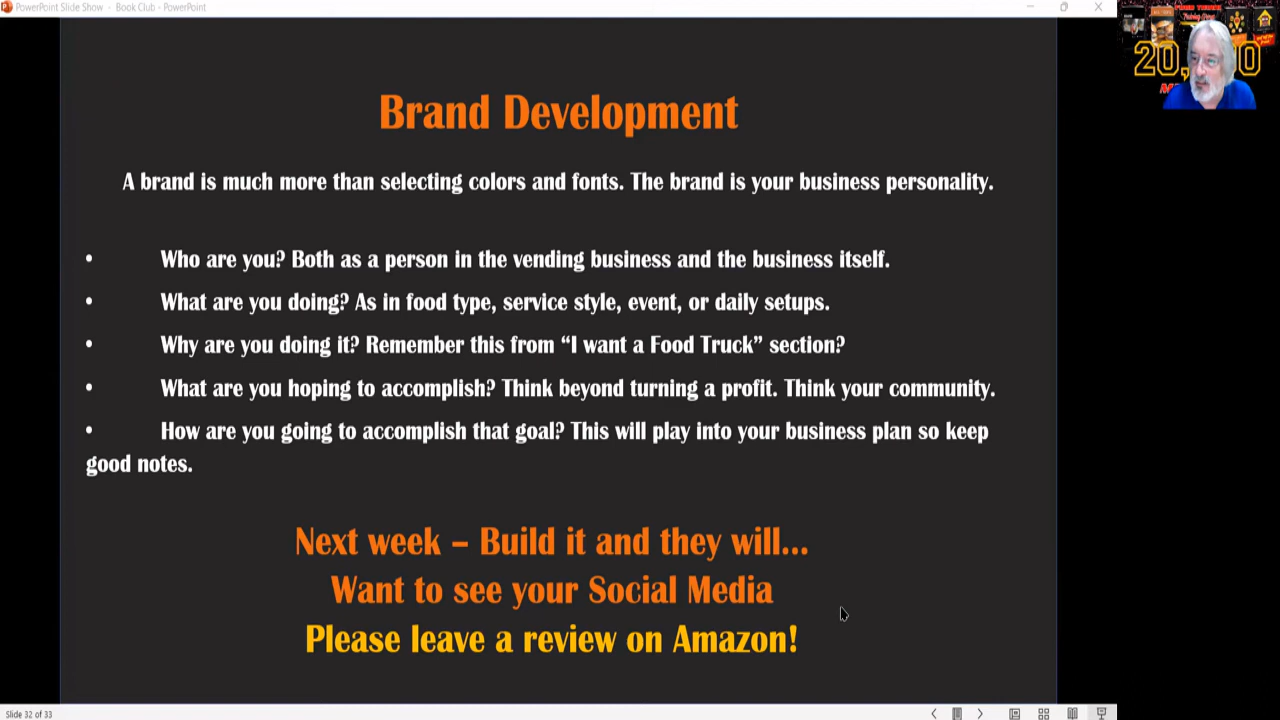 PowerPoint Slide Show - Book Club - PowerPoint
20,
0
Brand Development
A brand is much more than selecting colors and fonts. The brand is your business personality.
• Who are you? Both as a person in the vending business and the business itself.
• What are you doing? As in food type, service style, event, or daily setups.
• Why are you doing it? Remember this from “I want a Food Truck” section?
• What are you hoping to accomplish? Think beyond turning a profit. Think your community.
• How are you going to accomplish that goal? This will play into your business plan so keep
good notes.
Next week – Build it and they will...
Want to see your Social Media
Please leave a review on Amazon!
Slide 32 of 33